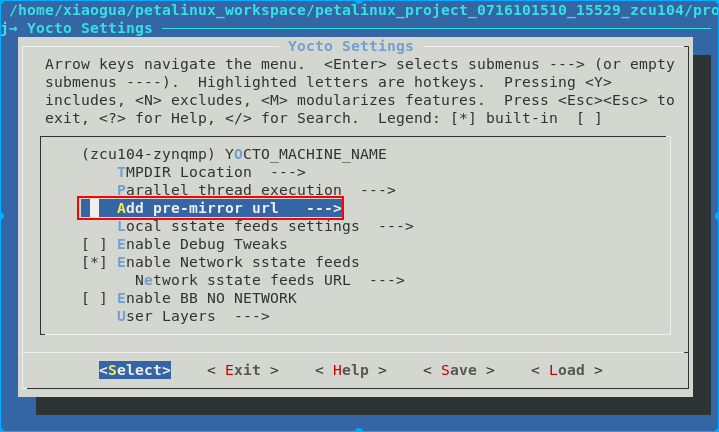 /home/xiaogua/petalinux_workspace/petalinux_project_0716101510_15529_zcu104/pro
j→ Yocto Settings
Yocto Settings
Arrow keys navigate the menu.  <Enter> selects submenus ---> (or empty
submenus ----).  Highlighted letters are hotkeys.  Pressing <Y>
includes, <N> excludes, <M> modularizes features.  Press <Esc><Esc> to
exit, <?> for Help, </> for Search.  Legend: [*] built-in  [ ]
(zcu104-zynqmp) YOCTO_MACHINE_NAME
TMPDIR Location  --->
Parallel thread execution  --->
Add pre-mirror url   --->
Local sstate feeds settings  --->
[ ] Enable Debug Tweaks
[*] Enable Network sstate feeds
Network sstate feeds URL  --->
[ ] Enable BB NO NETWORK
User Layers  --->
<Select>    < Exit >    < Help >    < Save >    < Load >